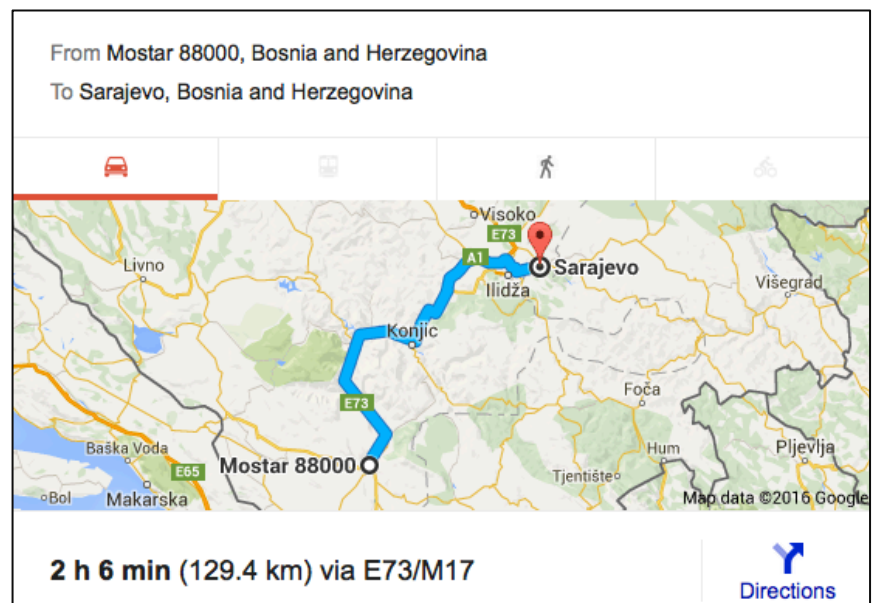 From Mostar 88000, Bosnia and Herzegovina
To Sarajevo, Bosnia and Herzegovina
Visoko
E73
A1
Sarajevo
Livno
Ilidža
Višegrad
Konjic
E73
Foča
Baška Voda
E65
Mostar 88000
Hum
Pljevlja
Tjentište
Bol
Makarska
Map data ©2016 Google
2 h 6 min (129.4 km) via E73/M17
Directions